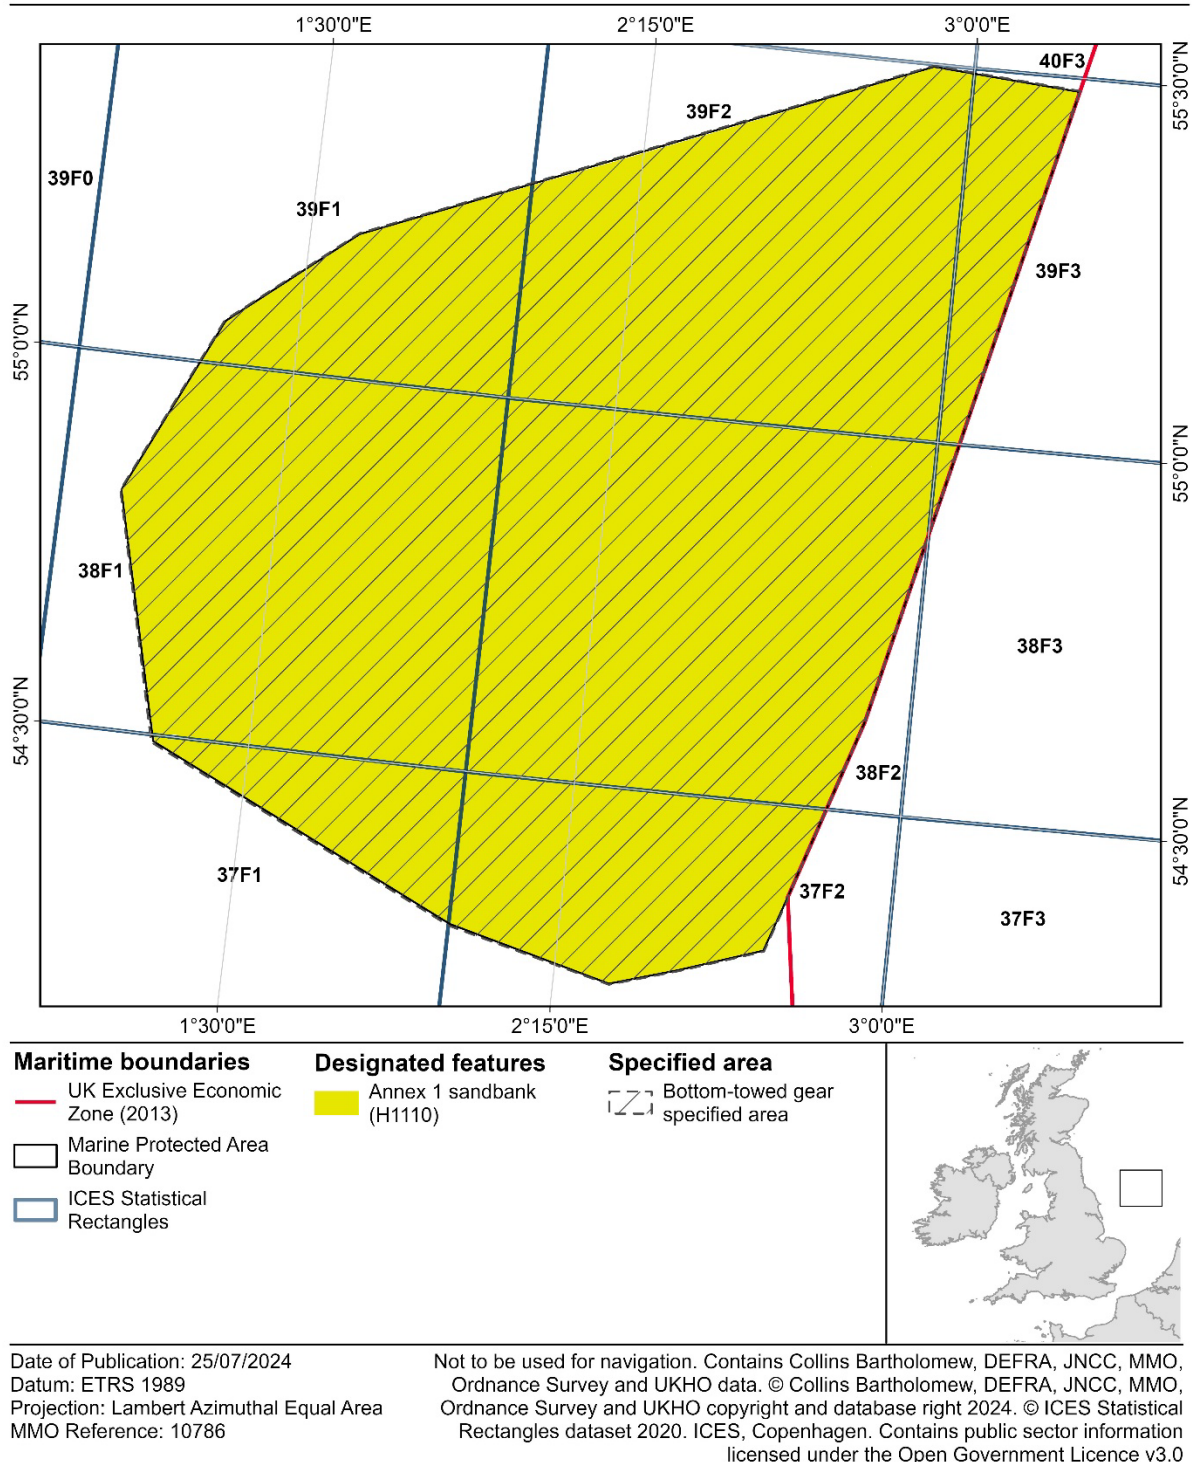 1°30'0"E
2°15'0"E
3°0'0"E
40F3
55°30'0"N
39F2
39F0
39F1
39F3
55°0'0"N
55°0'0"N
38F1
38F3
54°30'0"N
38F2
54°30'0"N
37F1
37F2
37F3
1°30'0"E
2°15'0"E
3°0'0"E
Maritime boundaries
UK Exclusive Economic
Zone (2013)
Marine Protected Area
Boundary
ICES Statistical
Rectangles
Designated features
Annex 1 sandbank
(H1110)
Specified area
Bottom-towed gear
specified area
Date of Publication: 25/07/2024
Datum: ETRS 1989
Projection: Lambert Azimuthal Equal Area
MMO Reference: 10786
Not to be used for navigation. Contains Collins Bartholomew, DEFRA, JNCC, MMO,
Ordnance Survey and UKHO data. © Collins Bartholomew, DEFRA, JNCC, MMO,
Ordnance Survey and UKHO copyright and database right 2024. © ICES Statistical
Rectangles dataset 2020. ICES, Copenhagen. Contains public sector information
licensed under the Open Government Licence v3.0